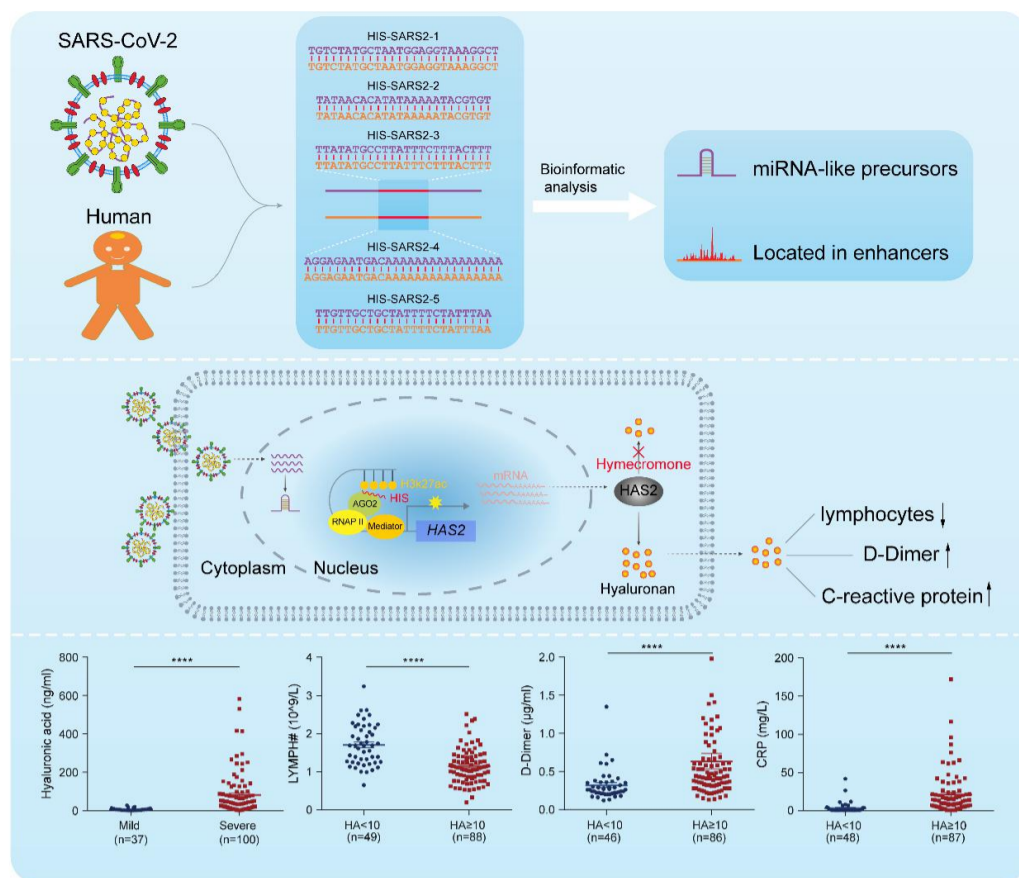 SARS-CoV-2
Human
HIS-SARS2-1
TGTCTATGCTAATGGAGGTAAAGGCT
TGTCTATGCTAATGGAGGTAAAGGCT
HIS-SARS2-2
TATAACACATATAAAAATACGTGT
TATAACACATATAAAAATACGTGT
HIS-SARS2-3
TTATATGCCTTATTTCTTTACTTT
TTATATGCCTTATTTCTTTACTTT
HIS-SARS2-4
AGGAGAATGACAAAAAAAAAAAAAAAAA
AGGAGAATGACAAAAAAAAAAAAAAAAA
HIS-SARS2-5
TTGTTGCTGCTATTTTCTATTTAA
TTGTTGCTGCTATTTTCTATTTAA
Bioinformatic
analysis
miRNA-like precursors
Located in enhancers
Cytoplasm
Nucleus
H3k27ac
HIS
AGO2
RNAP II
Mediator
HAS2
mRNA
Hymecromone
HAS2
Hyaluronan
lymphocytes↓
D-Dimer↑
C-reactive protein↑
Hyaluronic acid (ng/ml)
800
600
400
200
0
****
Mild
(n=37)
Severe
(n=100)
LYMPH# (10^9/L)
4
3
2
1
0
****
HA<10
(n=49)
HA≥10
(n=88)
D-Dimer (μg/ml)
2.0
1.5
1.0
0.5
0.0
****
HA<10
(n=46)
HA≥10
(n=86)
CRP (mg/L)
200
150
100
50
0
****
HA<10
(n=48)
HA≥10
(n=87)